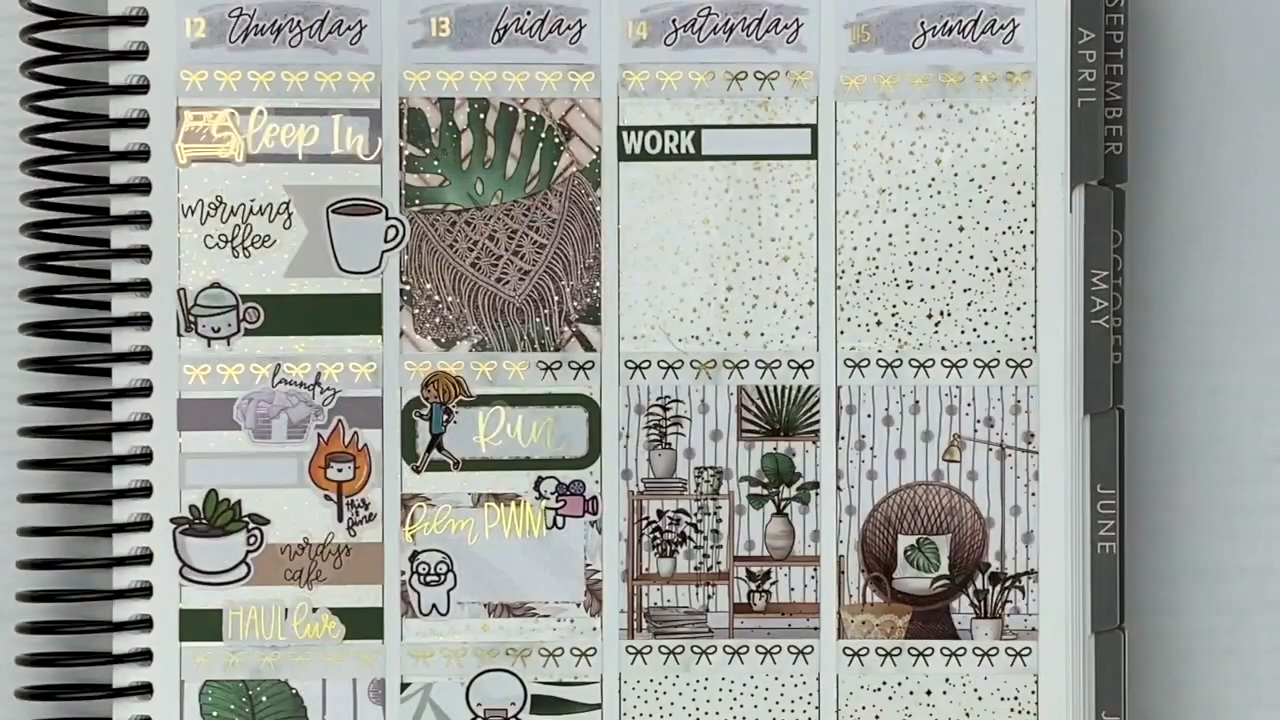 12 thursday
13 friday
14 saturday
15 sunday
Sleep In
morning
coffee
laundry
this is
fine
nordys
cafe
HAUL live
Run
film PWM
WORK
SEPTEMBER
APRIL
OCTOBER
MAY
JUNE